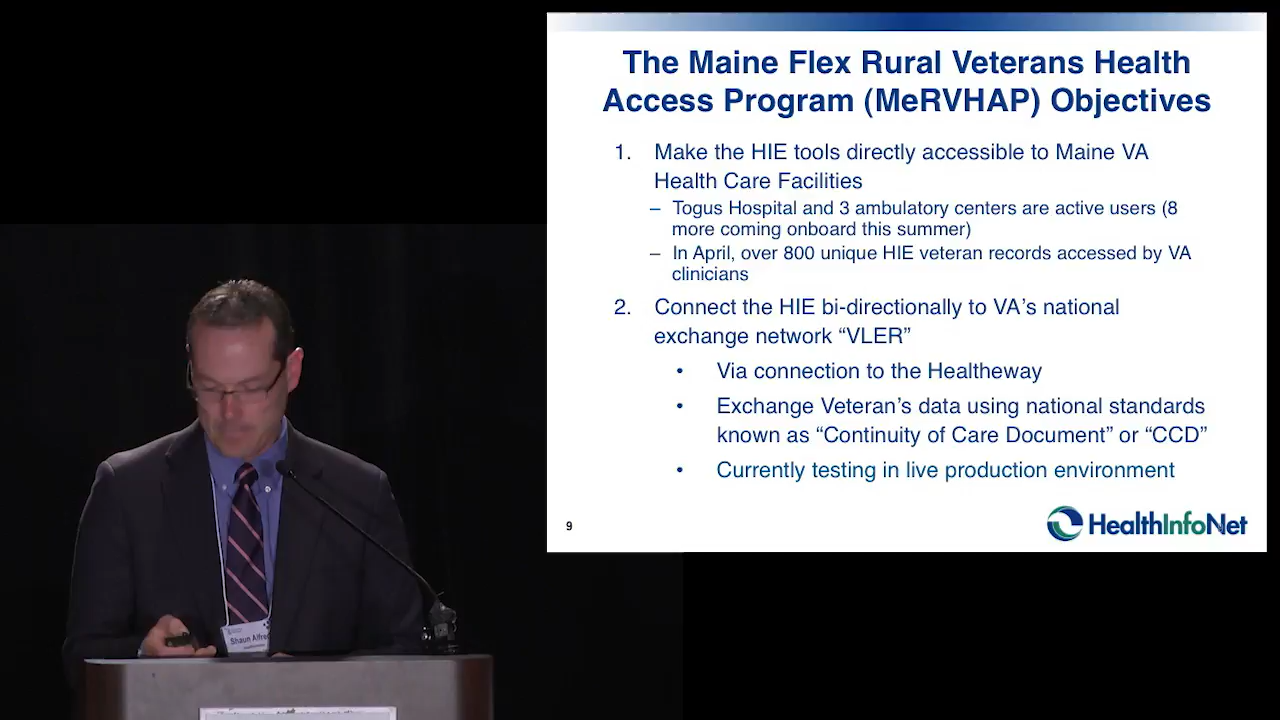 The Maine Flex Rural Veterans Health
Access Program (MeRVHAP) Objectives
1. Make the HIE tools directly accessible to Maine VA
Health Care Facilities
– Togus Hospital and 3 ambulatory centers are active users (8
more coming onboard this summer)
– In April, over 800 unique HIE veteran records accessed by VA
clinicians
2. Connect the HIE bi-directionally to VA's national
exchange network “VLER”
• Via connection to the Healtheway
• Exchange Veteran's data using national standards
known as “Continuity of Care Document” or “CCD”
• Currently testing in live production environment
9
HealthInfoNet
Shaun